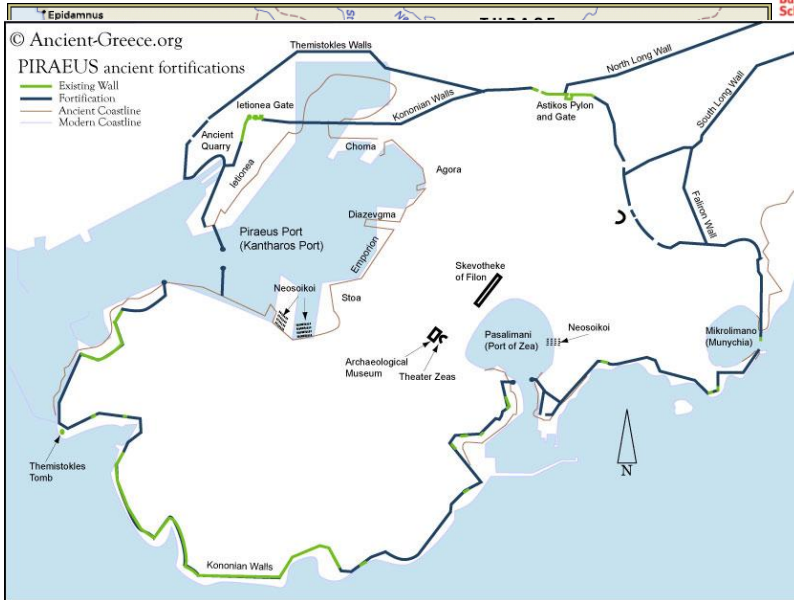 Epidamnus
© Ancient-Greece.org
PIRAEUS ancient fortifications
Existing Wall
Fortification
Ancient Coastline
Modern Coastline
Themistokles Walls
North Long Wall
Ietionea Gate
Kononian Walls
Astikos Pylon
and Gate
South Long Wall
Ancient
Quarry
Ietionea
Choma
Agora
Faliron Wall
Diazevgma
Piraeus Port
(Kantharos Port)
Emporion
Skevotheke
of Filon
Neosoikoi
Stoa
Pasalimani
(Port of Zea)
Neosoikoi
Mikrolimano
(Munychia)
Archaeological
Museum
Theater Zeas
N
Themistokles
Tomb
Kononian Walls